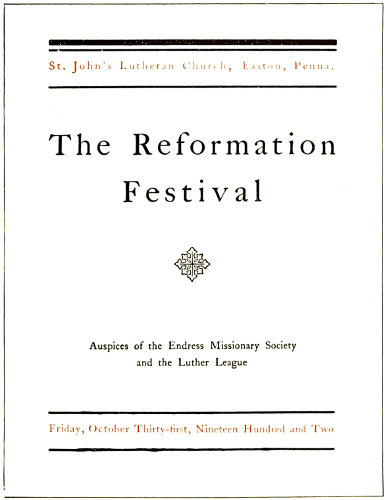 St. John's Lutheran Church, Easton, Penna.
The Reformation
Festival
Auspices of the Endress Missionary Society
and the Luther League
Friday, October Thirty-first, Nineteen Hundred and Two